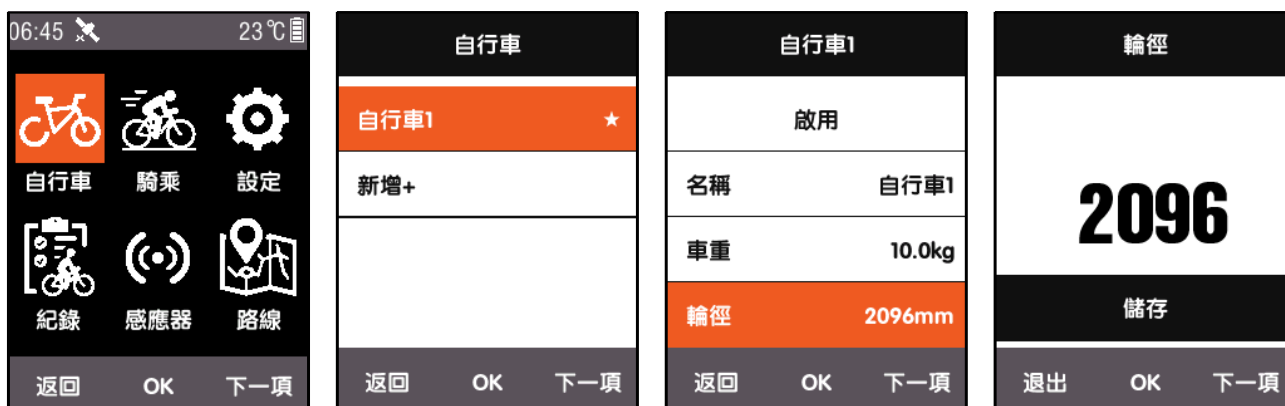 06:45 23℃
自行車 騎乘 設定
紀錄 感應器 路線
返回 OK 下一項
自行車
自行車1 ★
新增+
返回 OK 下一項
自行車1
啟用
名稱 自行車1
車重 10.0kg
輪徑 2096mm
返回 OK 下一項
輪徑
2096
儲存
退出 OK 下一項